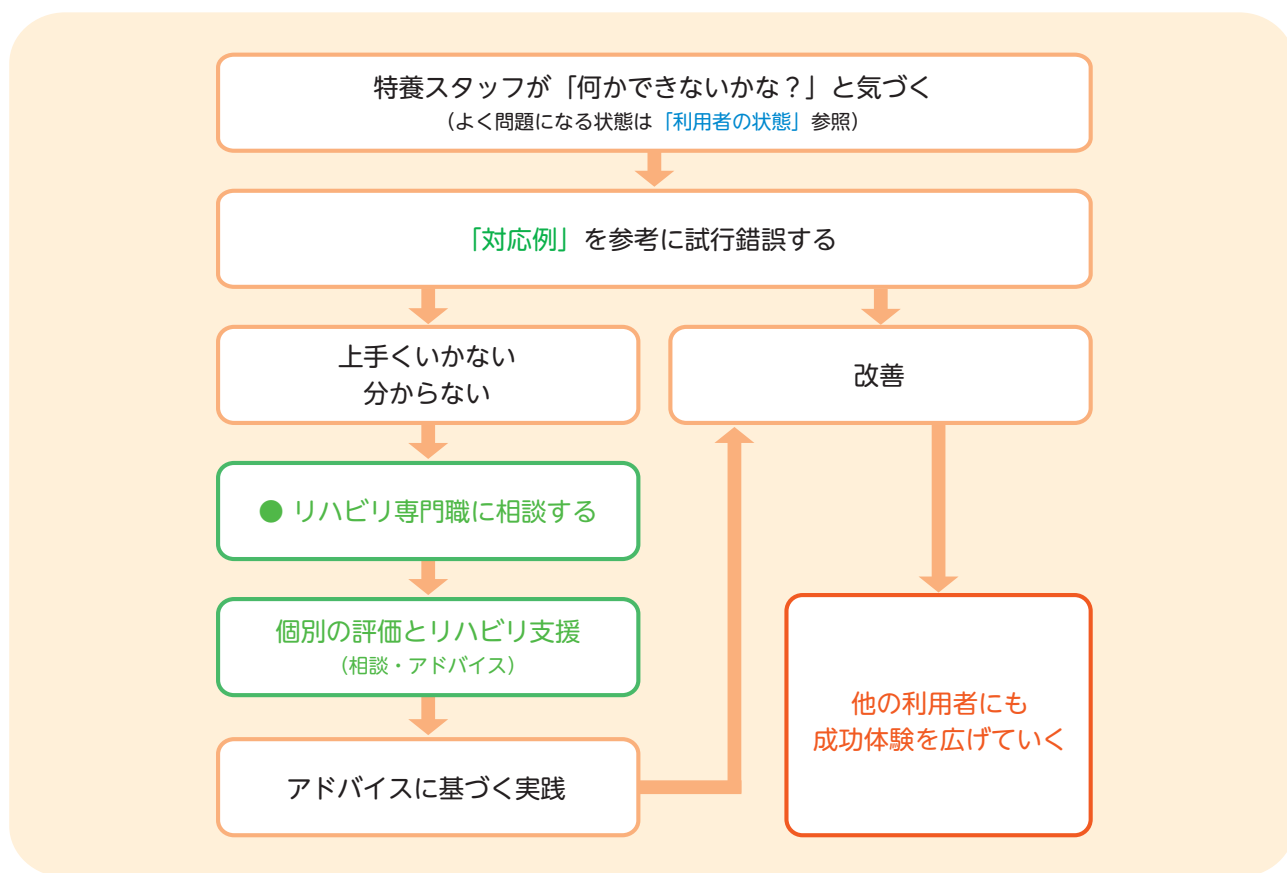 特養スタッフが「何かできないかな？」と気づく
（よく問題になる状態は「利用者の状態」参照）
「対応例」を参考に試行錯誤する
上手くいかない
分からない
改善
● リハビリ専門職に相談する
個別の評価とリハビリ支援
（相談・アドバイス）
アドバイスに基づく実践
他の利用者にも
成功体験を広げていく